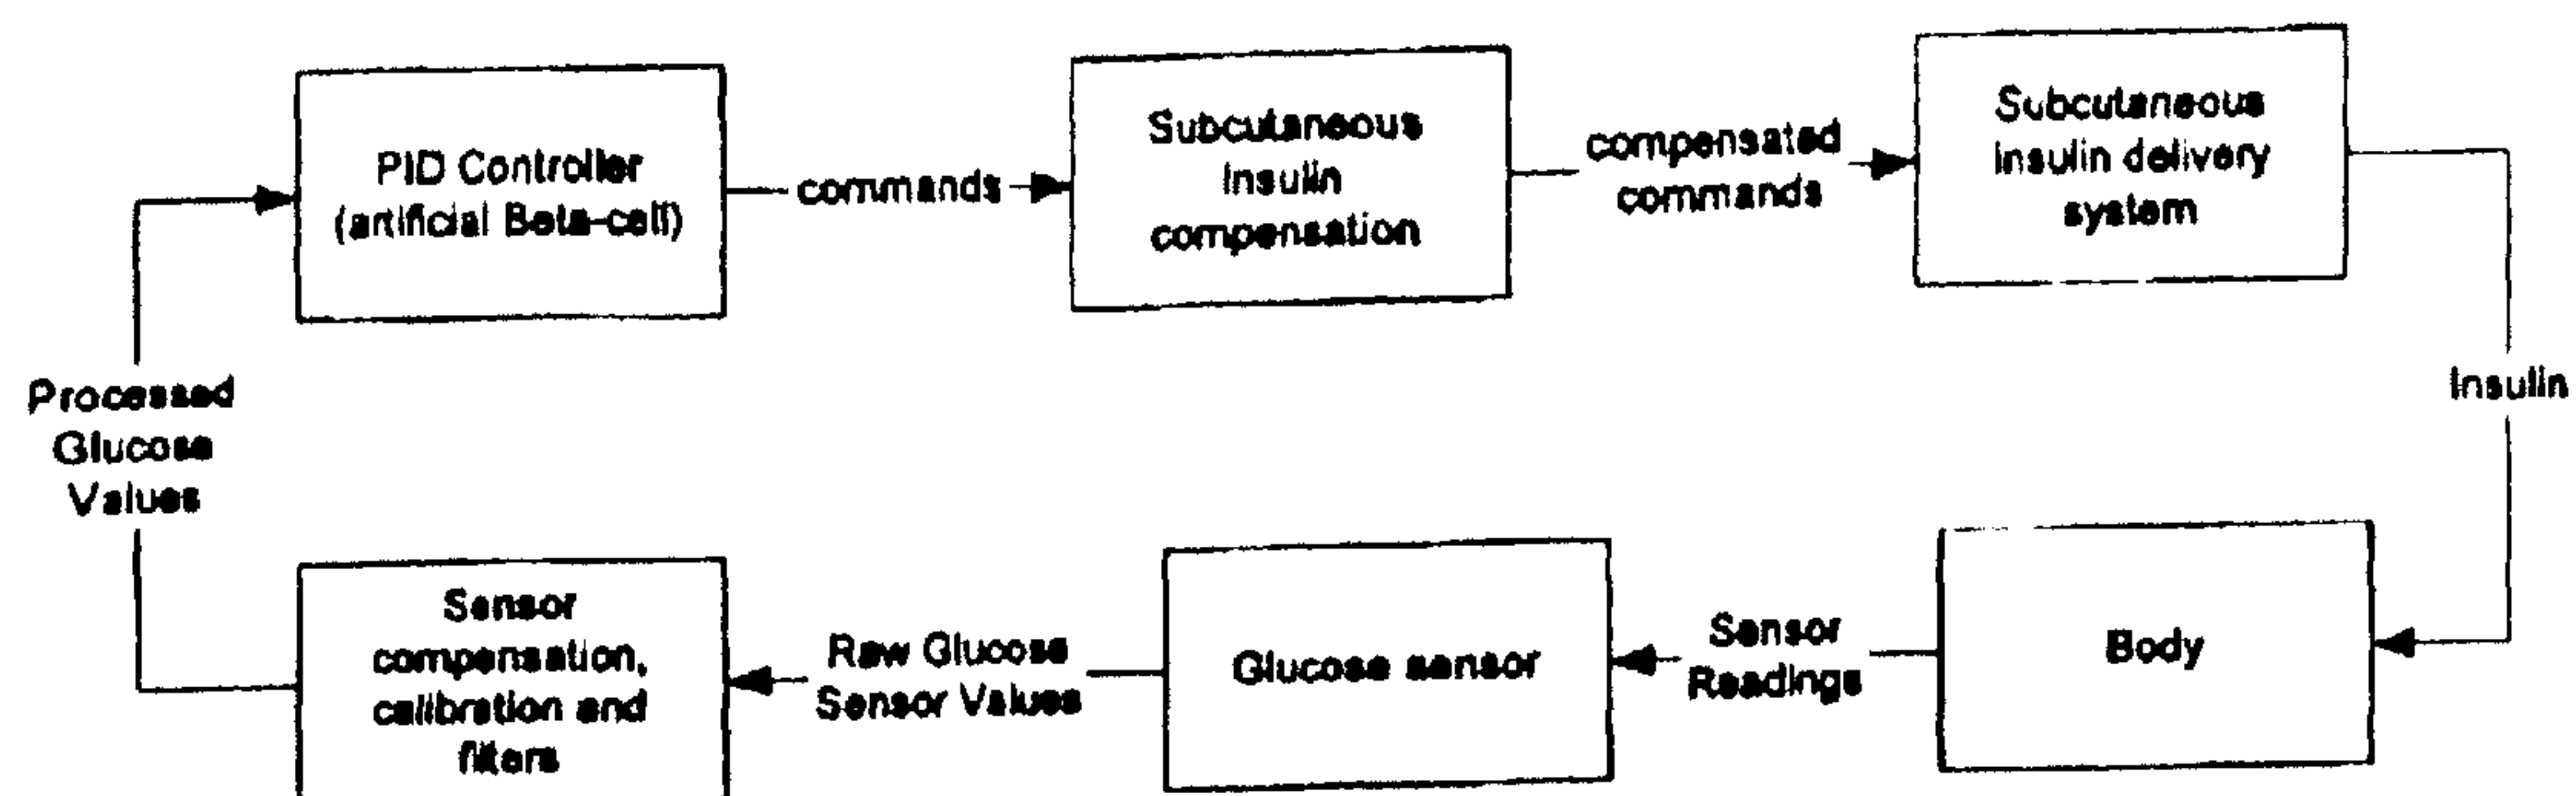 PID Controller
(artificial Beta-cell)
commands
Subcutaneous
Insulin
compensation
compensated
commands
Subcutaneous
insulin delivery
system
Insulin
Body
Sensor
Readings
Glucose sensor
Raw Glucose
Sensor Values
Sensor
compensation,
calibration and
filters
Processed
Glucose
Values